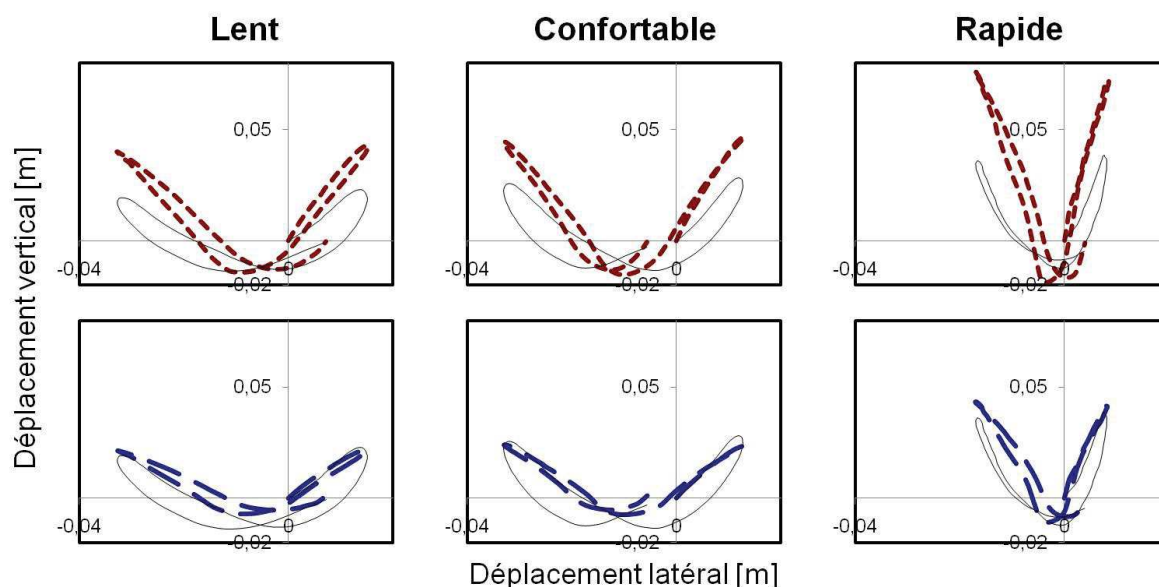 Lent Confortable Rapide
Déplacement vertical [m]
0,05 0,05 0,05
-0,04 0 -0,04 0 -0,04 0
-0,02 -0,02 -0,02
0,05 0,05 0,05
-0,04 0 -0,04 0 -0,04 0
-0,02 -0,02 -0,02
Déplacement latéral [m]